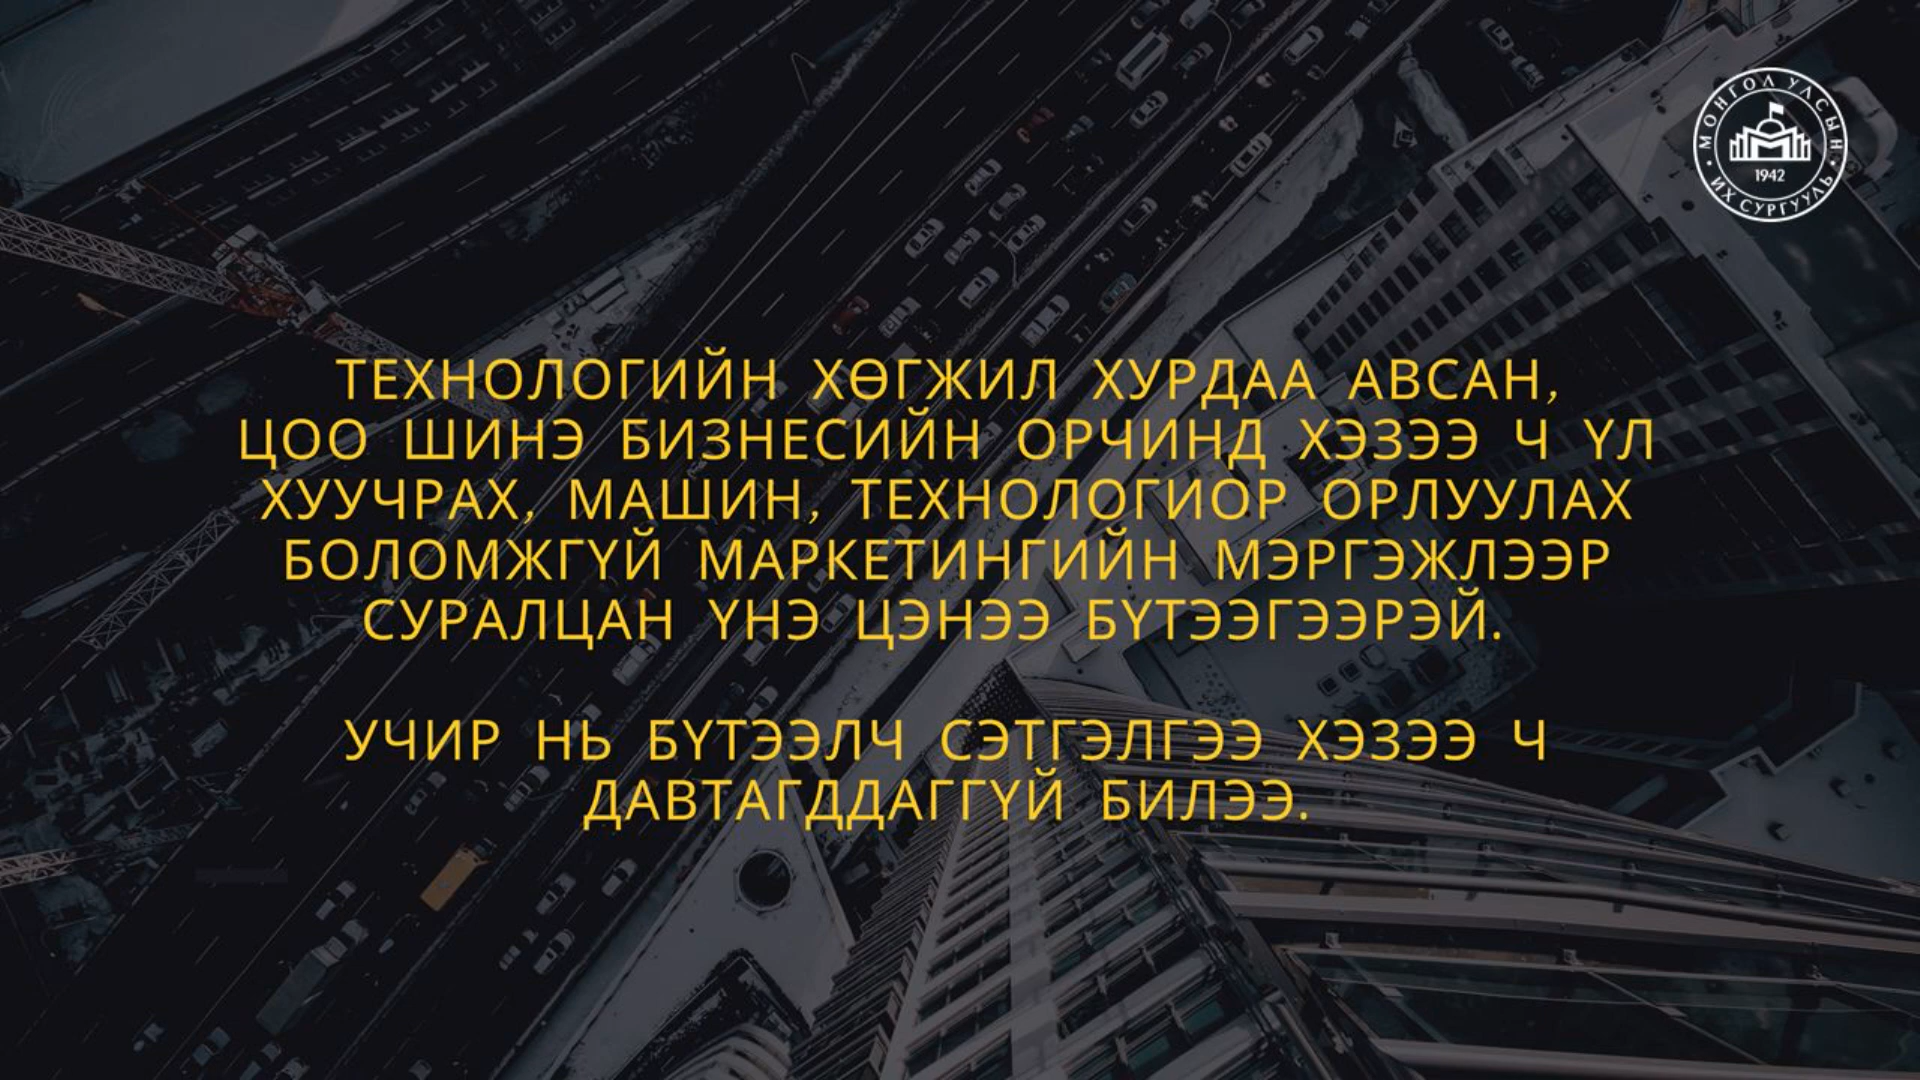 МОНГОЛ УЛСЫН
1942
ИХ СУРГУУЛЬ
ТЕХНОЛОГИЙН ХӨГЖИЛ ХУРДАА АВСАН,
ЦОО ШИНЭ БИЗНЕСИЙН ОРЧИНД ХЭЗЭЭ Ч ҮЛ
ХУУЧРАХ, МАШИН, ТЕХНОЛОГИОР ОРЛУУЛАХ
БОЛОМЖГҮЙ МАРКЕТИНГИЙН МЭРГЭЖЛЭЭР
СУРАЛЦАН ҮНЭ ЦЭНЭЭ БҮТЭЭГЭЭРЭЙ.
УЧИР НЬ БҮТЭЭЛЧ СЭТГЭЛГЭЭ ХЭЗЭЭ Ч
ДАВТАГДДАГГҮЙ БИЛЭЭ.